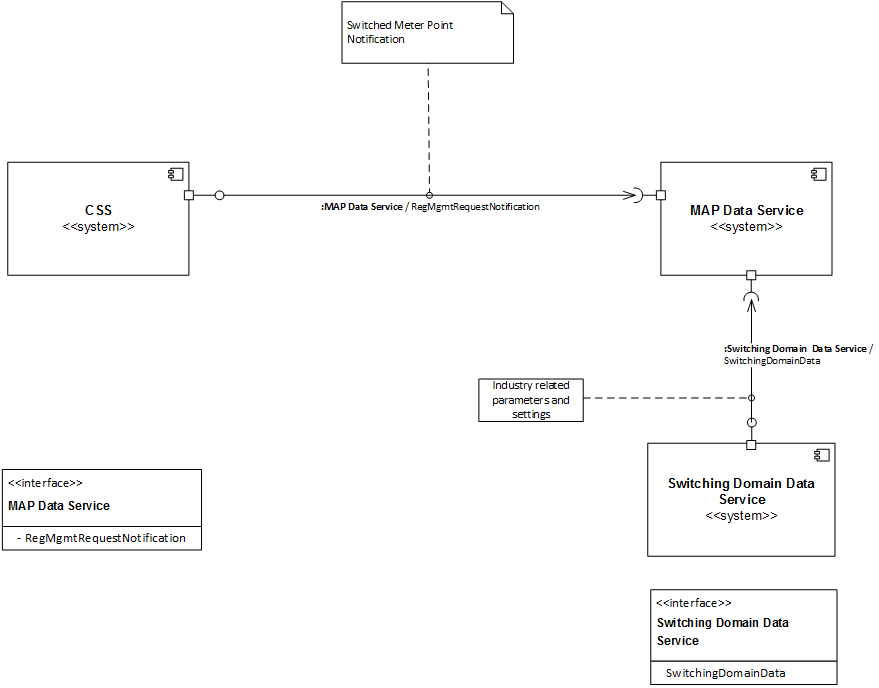 Switched Meter Point
Notification
CSS
<<system>>
:MAP Data Service / RegMgmtRequestNotification
MAP Data Service
<<system>>
:Switching Domain Data Service /
SwitchingDomainData
Industry related
parameters and
settings
Switching Domain Data
Service
<<system>>
<<interface>>
MAP Data Service
- RegMgmtRequestNotification
<<interface>>
Switching Domain Data
Service
SwitchingDomainData